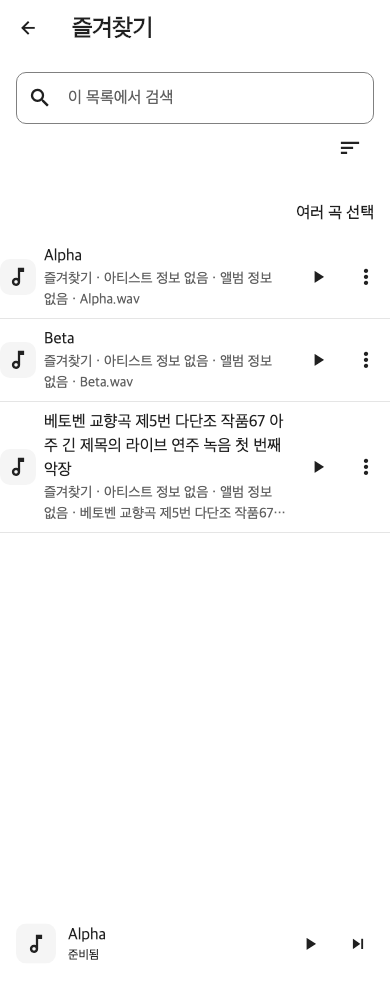 즐겨찾기
이 목록에서 검색
여러 곡 선택
Alpha
즐겨찾기 · 아티스트 정보 없음 · 앨범 정보
없음 · Alpha.wav
Beta
즐겨찾기 · 아티스트 정보 없음 · 앨범 정보
없음 · Beta.wav
베토벤 교향곡 제5번 다단조 작품67 아
주 긴 제목의 라이브 연주 녹음 첫 번째
악장
즐겨찾기 · 아티스트 정보 없음 · 앨범 정보
없음 · 베토벤 교향곡 제5번 다단조 작품67…
Alpha
준비됨